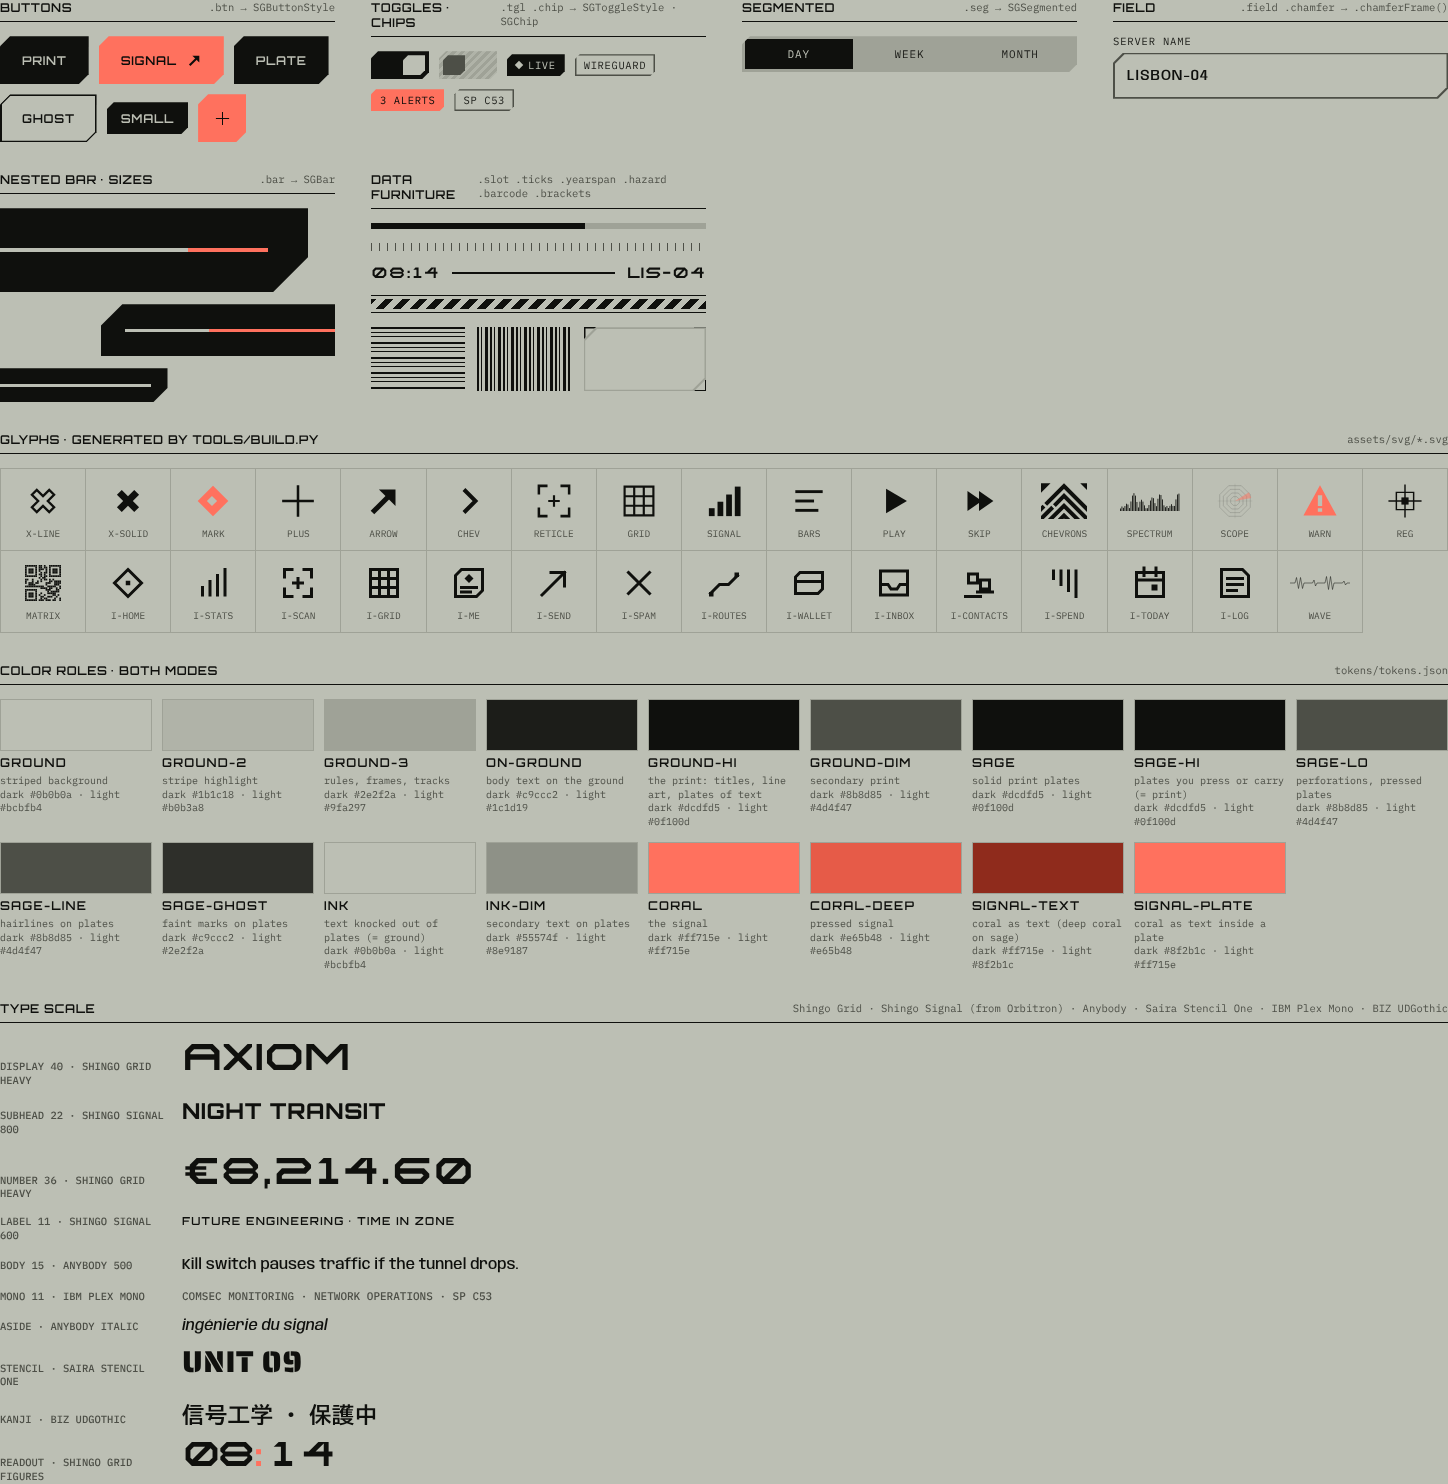 BUTTONS
.btn → SGButtonStyle
PRINT
SIGNAL
PLATE
GHOST
SMALL
TOGGLES · CHIPS
.tgl .chip → SGToggleStyle · SGChip
LIVE
WIREGUARD
3 ALERTS
SP C53
SEGMENTED
.seg → SGSegmented
DAY
WEEK
MONTH
FIELD
.field .chamfer → .chamferFrame()
SERVER NAME
LISBON-04
NESTED BAR · SIZES
.bar → SGBar
DATA FURNITURE
.slot .ticks .yearspan .hazard .barcode .brackets
08:14
LIS-04
GLYPHS · GENERATED BY TOOLS/BUILD.PY
assets/svg/*.svg
X-LINE
X-SOLID
MARK
PLUS
ARROW
CHEV
RETICLE
GRID
SIGNAL
BARS
PLAY
SKIP
CHEVRONS
SPECTRUM
SCOPE
WARN
REG
MATRIX
I-HOME
I-STATS
I-SCAN
I-GRID
I-ME
I-SEND
I-SPAM
I-ROUTES
I-WALLET
I-INBOX
I-CONTACTS
I-SPEND
I-TODAY
I-LOG
WAVE
COLOR ROLES · BOTH MODES
tokens/tokens.json
GROUND
striped background
dark #0b0b0a · light
#bcbfb4
GROUND-2
stripe highlight
dark #1b1c18 · light
#b0b3a8
GROUND-3
rules, frames, tracks
dark #2e2f2a · light
#9fa297
ON-GROUND
body text on the ground
dark #c9ccc2 · light
#1c1d19
GROUND-HI
the print: titles, line
art, plates of text
dark #dcdfd5 · light
#0f100d
GROUND-DIM
secondary print
dark #8b8d85 · light
#4d4f47
SAGE
solid print plates
dark #dcdfd5 · light
#0f100d
SAGE-HI
plates you press or carry
(= print)
dark #dcdfd5 · light
#0f100d
SAGE-LO
perforations, pressed
plates
dark #8b8d85 · light
#4d4f47
SAGE-LINE
hairlines on plates
dark #8b8d85 · light
#4d4f47
SAGE-GHOST
faint marks on plates
dark #c9ccc2 · light
#2e2f2a
INK
text knocked out of
plates (= ground)
dark #0b0b0a · light
#bcbfb4
INK-DIM
secondary text on plates
dark #55574f · light
#8e9187
CORAL
the signal
dark #ff715e · light
#ff715e
CORAL-DEEP
pressed signal
dark #e65b48 · light
#e65b48
SIGNAL-TEXT
coral as text (deep coral
on sage)
dark #ff715e · light
#8f2b1c
SIGNAL-PLATE
coral as text inside a
plate
dark #8f2b1c · light
#ff715e
TYPE SCALE
Shingo Grid · Shingo Signal (from Orbitron) · Anybody · Saira Stencil One · IBM Plex Mono · BIZ UDGothic
DISPLAY 40 · SHINGO GRID HEAVY
AXIOM
SUBHEAD 22 · SHINGO SIGNAL 800
NIGHT TRANSIT
NUMBER 36 · SHINGO GRID HEAVY
€8,214.60
LABEL 11 · SHINGO SIGNAL 600
FUTURE ENGINEERING · TIME IN ZONE
BODY 15 · ANYBODY 500
Kill switch pauses traffic if the tunnel drops.
MONO 11 · IBM PLEX MONO
COMSEC MONITORING · NETWORK OPERATIONS · SP C53
ASIDE · ANYBODY ITALIC
ingénierie du signal
STENCIL · SAIRA STENCIL ONE
UNIT 09
KANJI · BIZ UDGOTHIC
信号工学 ・ 保護中
READOUT · SHINGO GRID FIGURES
08:14